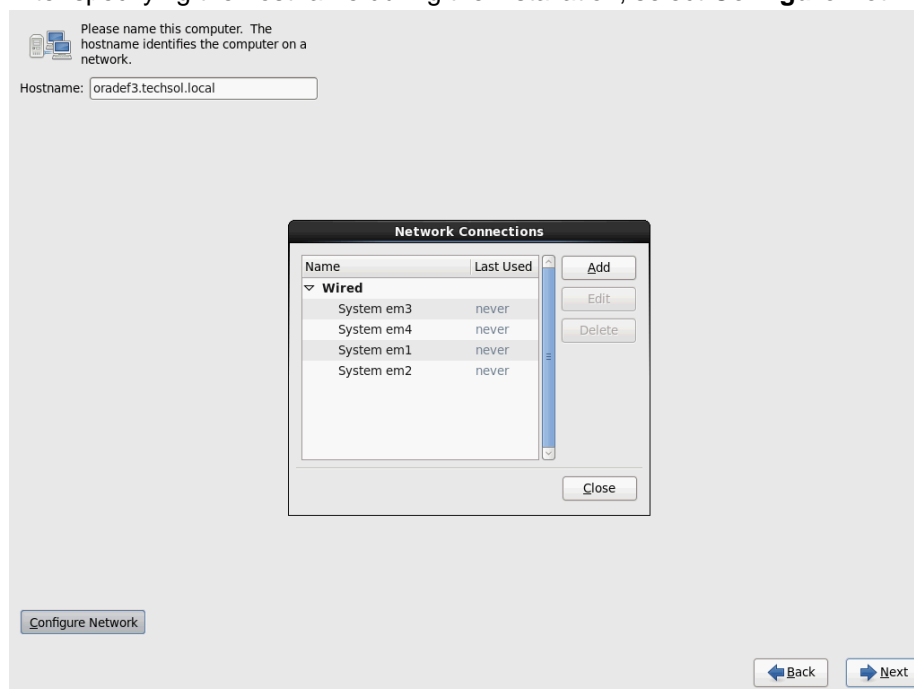 Please name this computer. The
hostname identifies the computer on a
network.
Hostname: oradef3.techsol.local
Network Connections
Name Last Used Add
Wired
Edit
System em3 never
System em4 never Delete
System em1 never
System em2 never
Close
Configure Network
Back Next